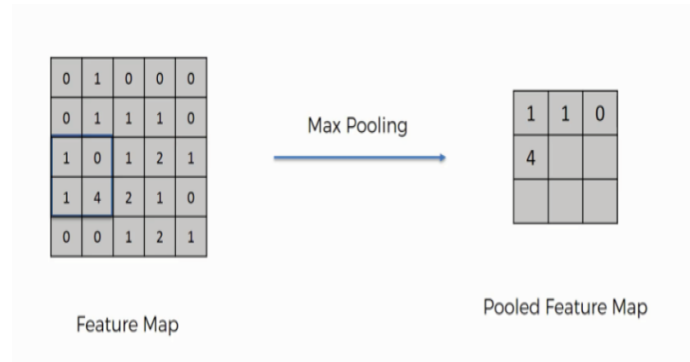 0 1 0 0 0
0 1 1 1 0
1 0 1 2 1
1 4 2 1 0
0 0 1 2 1
Feature Map
Max Pooling
1 1 0
4
Pooled Feature Map